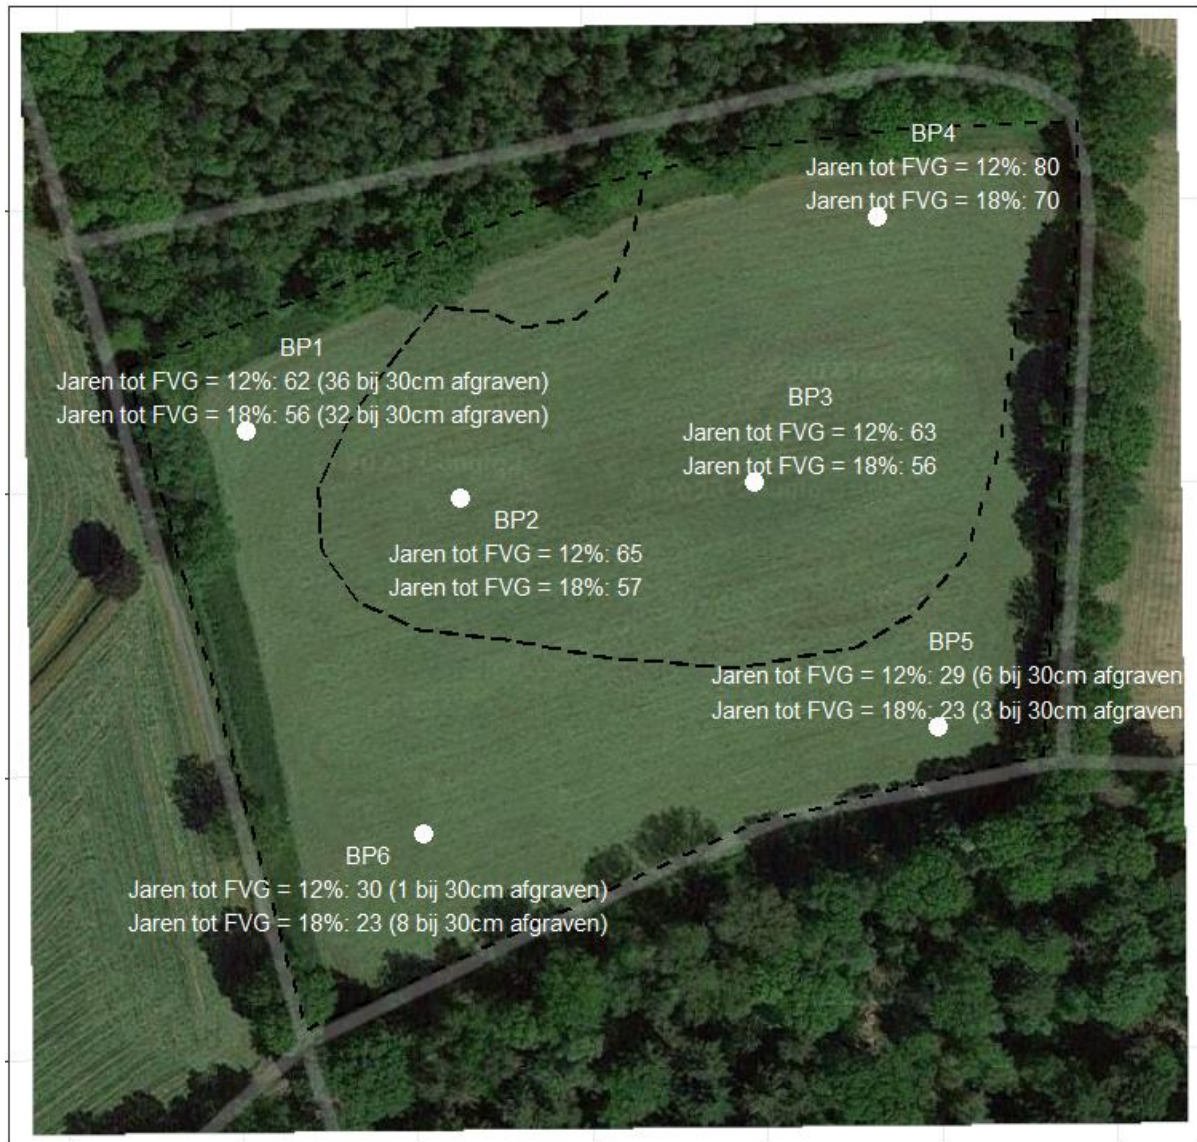 BP4
Jaren tot FVG = 12%: 80
Jaren tot FVG = 18%: 70
BP1
Jaren tot FVG = 12%: 62 (36 bij 30cm afgraven)
Jaren tot FVG = 18%: 56 (32 bij 30cm afgraven)
BP3
Jaren tot FVG = 12%: 63
Jaren tot FVG = 18%: 56
BP2
Jaren tot FVG = 12%: 65
Jaren tot FVG = 18%: 57
BP5
Jaren tot FVG = 12%: 29 (6 bij 30cm afgraven
Jaren tot FVG = 18%: 23 (3 bij 30cm afgraven
BP6
Jaren tot FVG = 12%: 30 (1 bij 30cm afgraven)
Jaren tot FVG = 18%: 23 (8 bij 30cm afgraven)